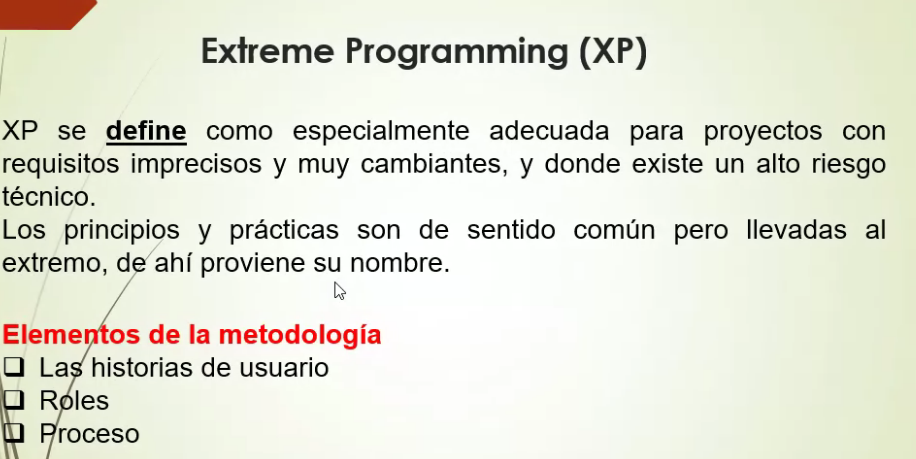 Extreme Programming (XP)
XP se define como especialmente adecuada para proyectos con
requisitos imprecisos y muy cambiantes, y donde existe un alto riesgo
técnico.
Los principios y prácticas son de sentido común pero llevadas al
extremo, de ahí proviene su nombre.
Elementos de la metodología
Las historias de usuario
Roles
Proceso